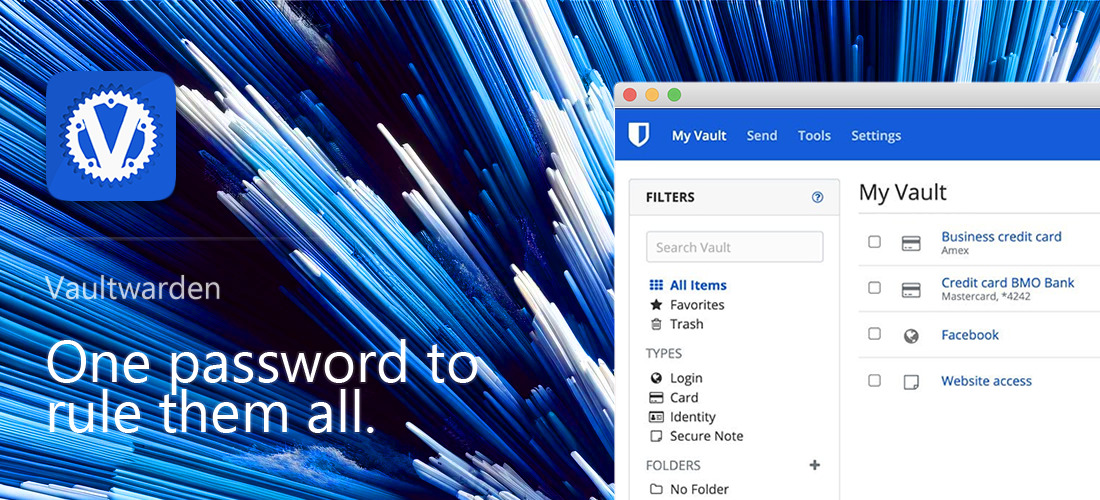 V
Vaultwarden
One password to
rule them all.
My Vault Send Tools Settings
FILTERS
Search Vault
All Items
Favorites
Trash
TYPES
Login
Card
Identity
Secure Note
FOLDERS
No Folder
My Vault
Business credit card
Amex
Credit card BMO Bank
Mastercard, *4242
Facebook
Website access